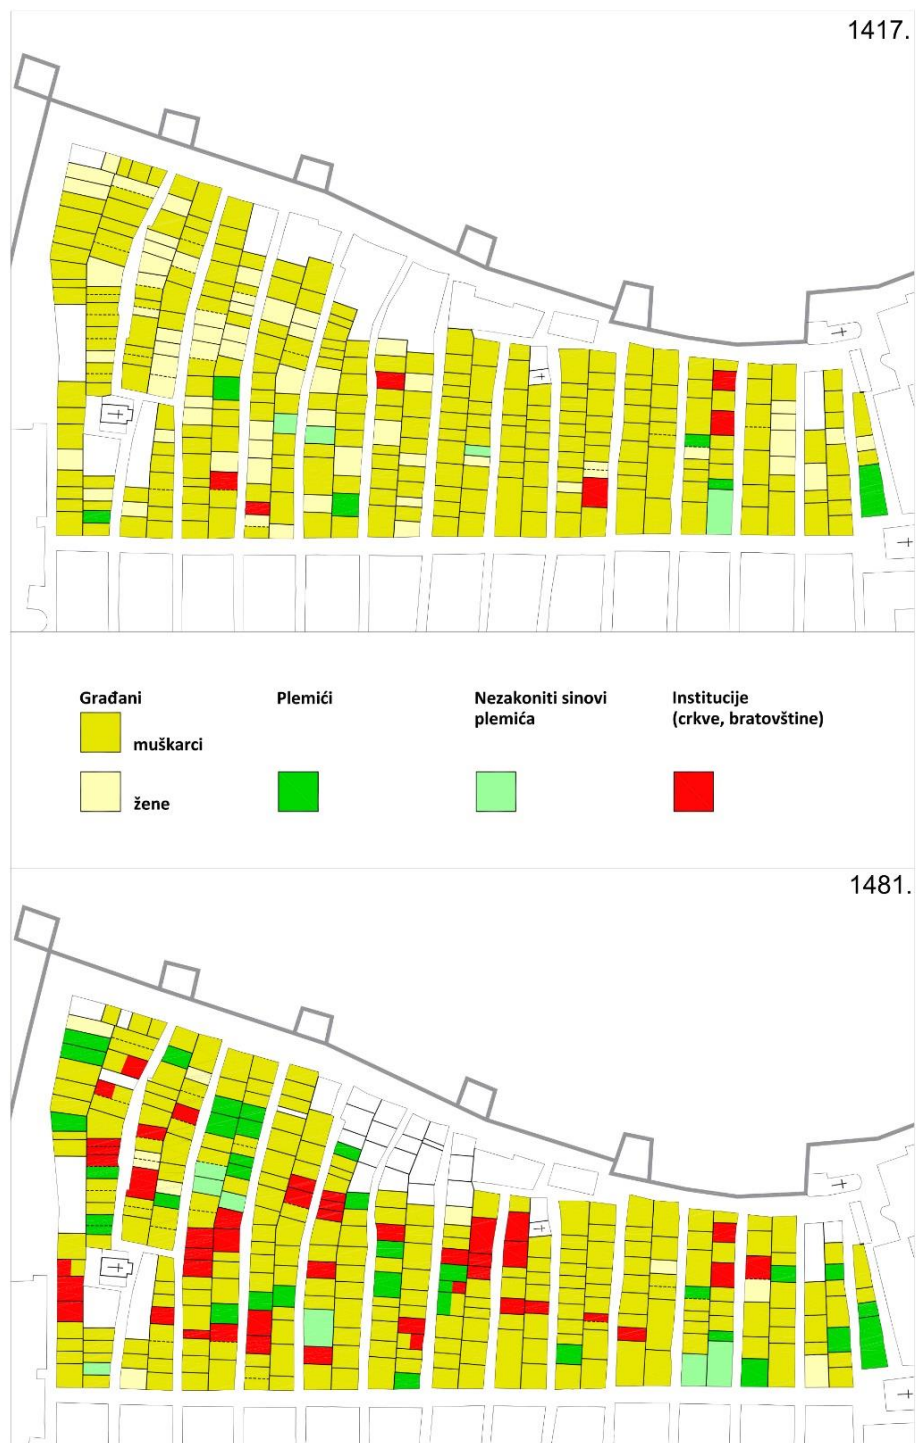 1417.
Građani
Plemići
Nezakoniti sinovi
plemića
Institucije
(crkve, bratovštine)
muškarci
žene
1481.